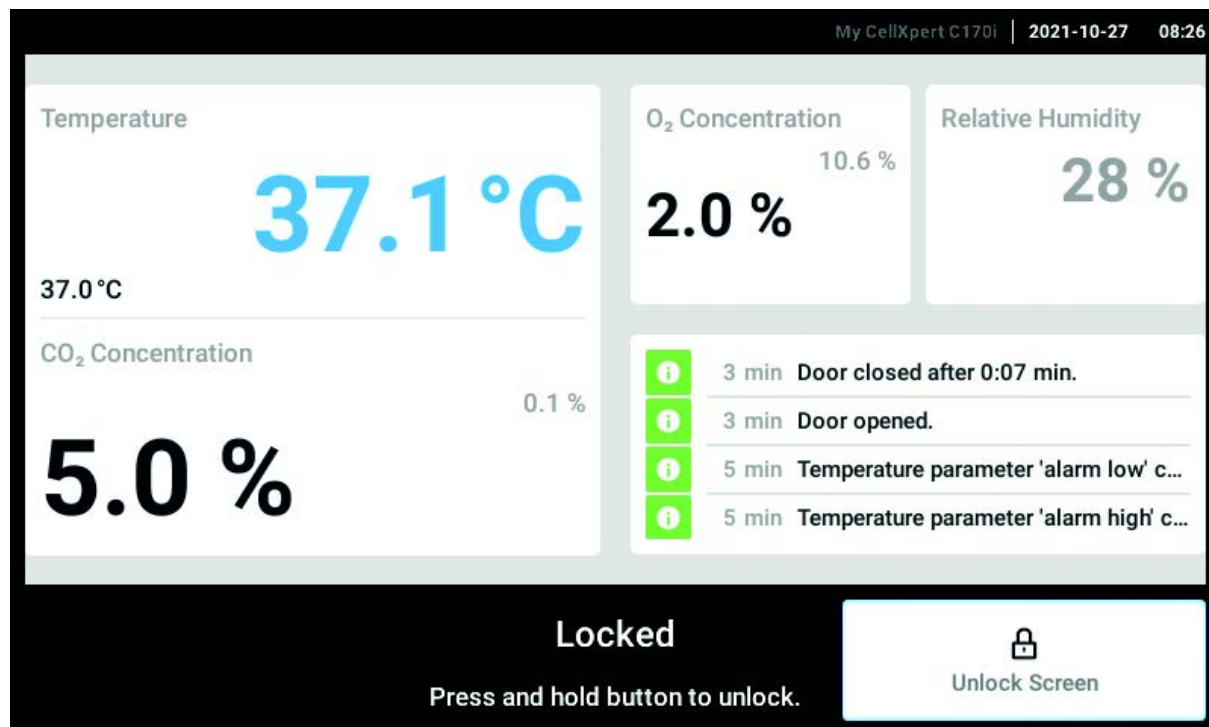 My CellXpert C170i | 2021-10-27 08:26
Temperature
37.1 °C
37.0 °C
CO₂ Concentration
0.1 %
5.0 %
O₂ Concentration
10.6 %
2.0 %
Relative Humidity
28 %
3 min Door closed after 0:07 min.
3 min Door opened.
5 min Temperature parameter 'alarm low' c...
5 min Temperature parameter 'alarm high' c...
Locked
Press and hold button to unlock.
Unlock Screen